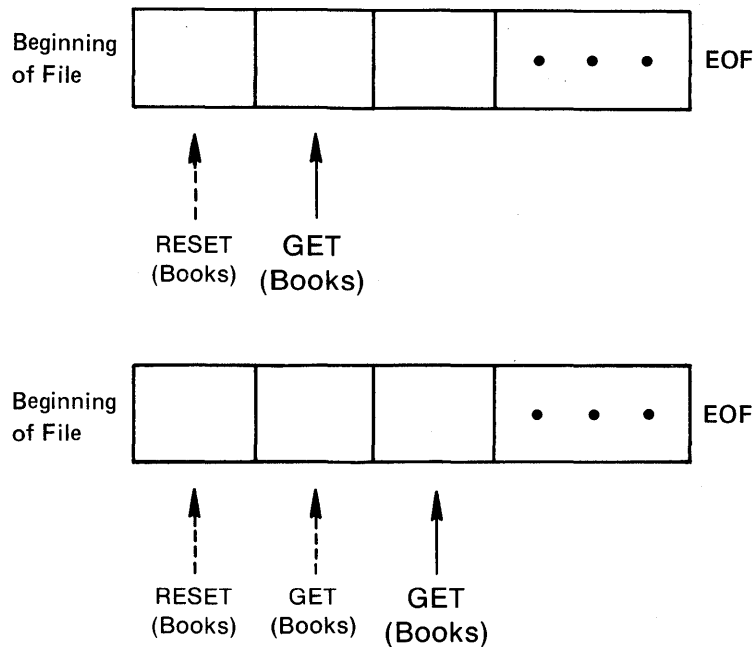 Beginning
of File
EOF
RESET
(Books)
GET
(Books)
Beginning
of File
EOF
RESET
(Books)
GET
(Books)
GET
(Books)